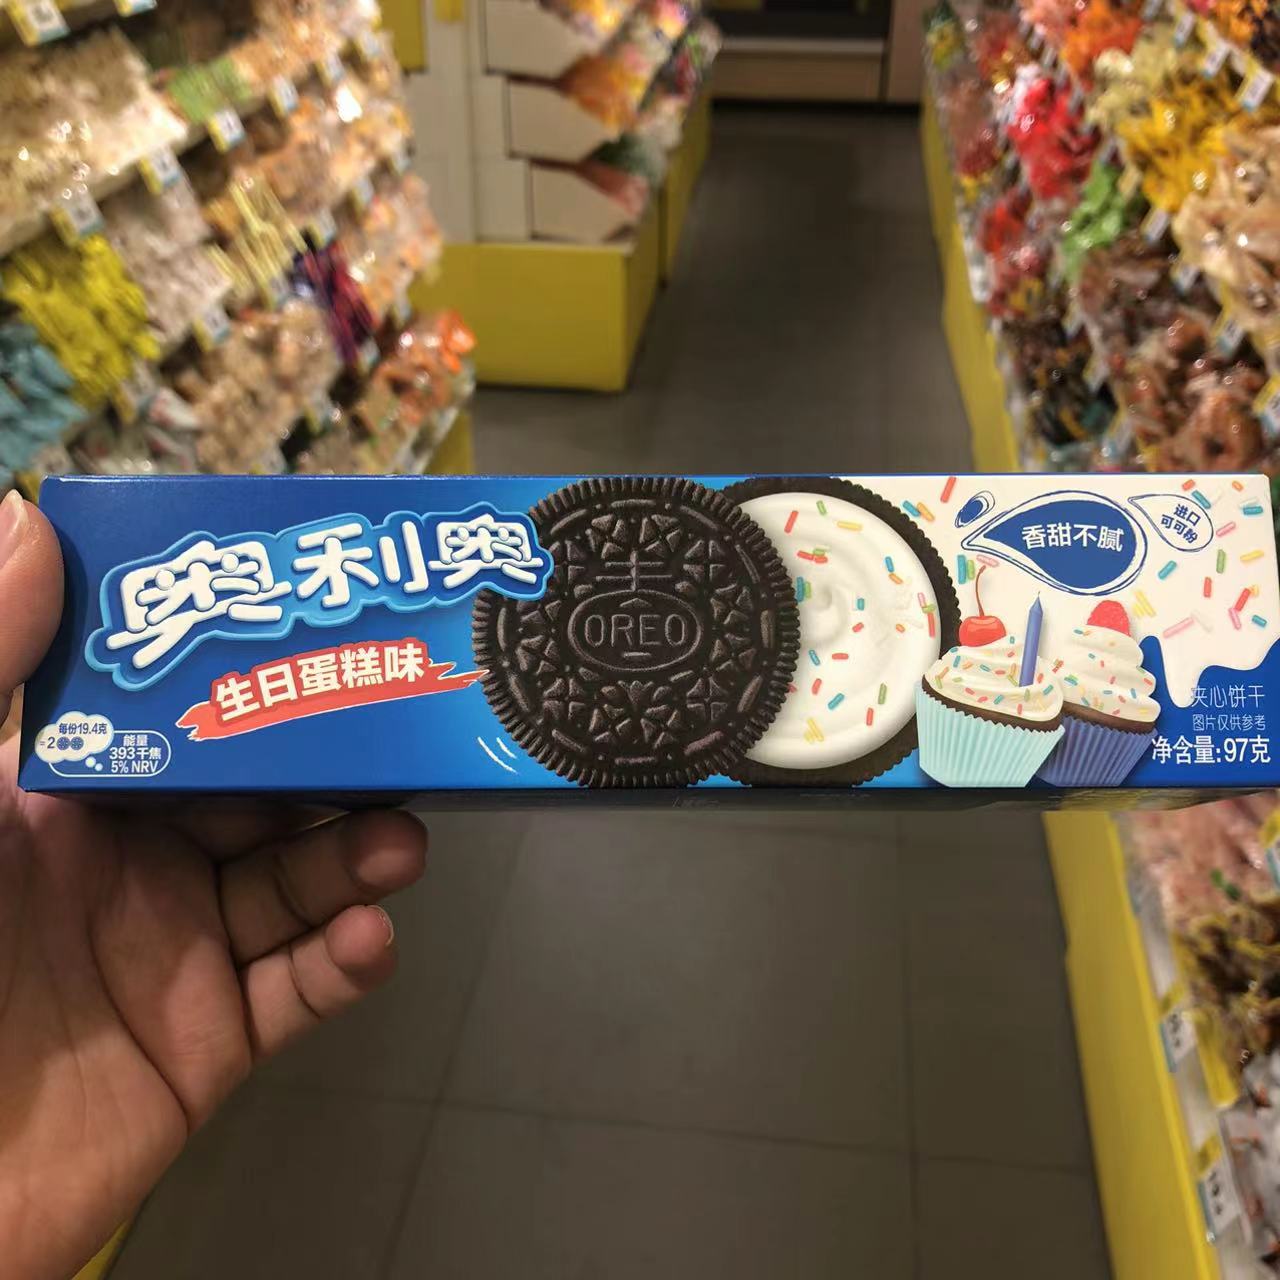 奥利奥
生日蛋糕味
每份19.4克
=2
能量
393千焦
5% NRV
OREO
香甜不腻
进口
可可粉
夹心饼干
图片仅供参考
净含量:97克